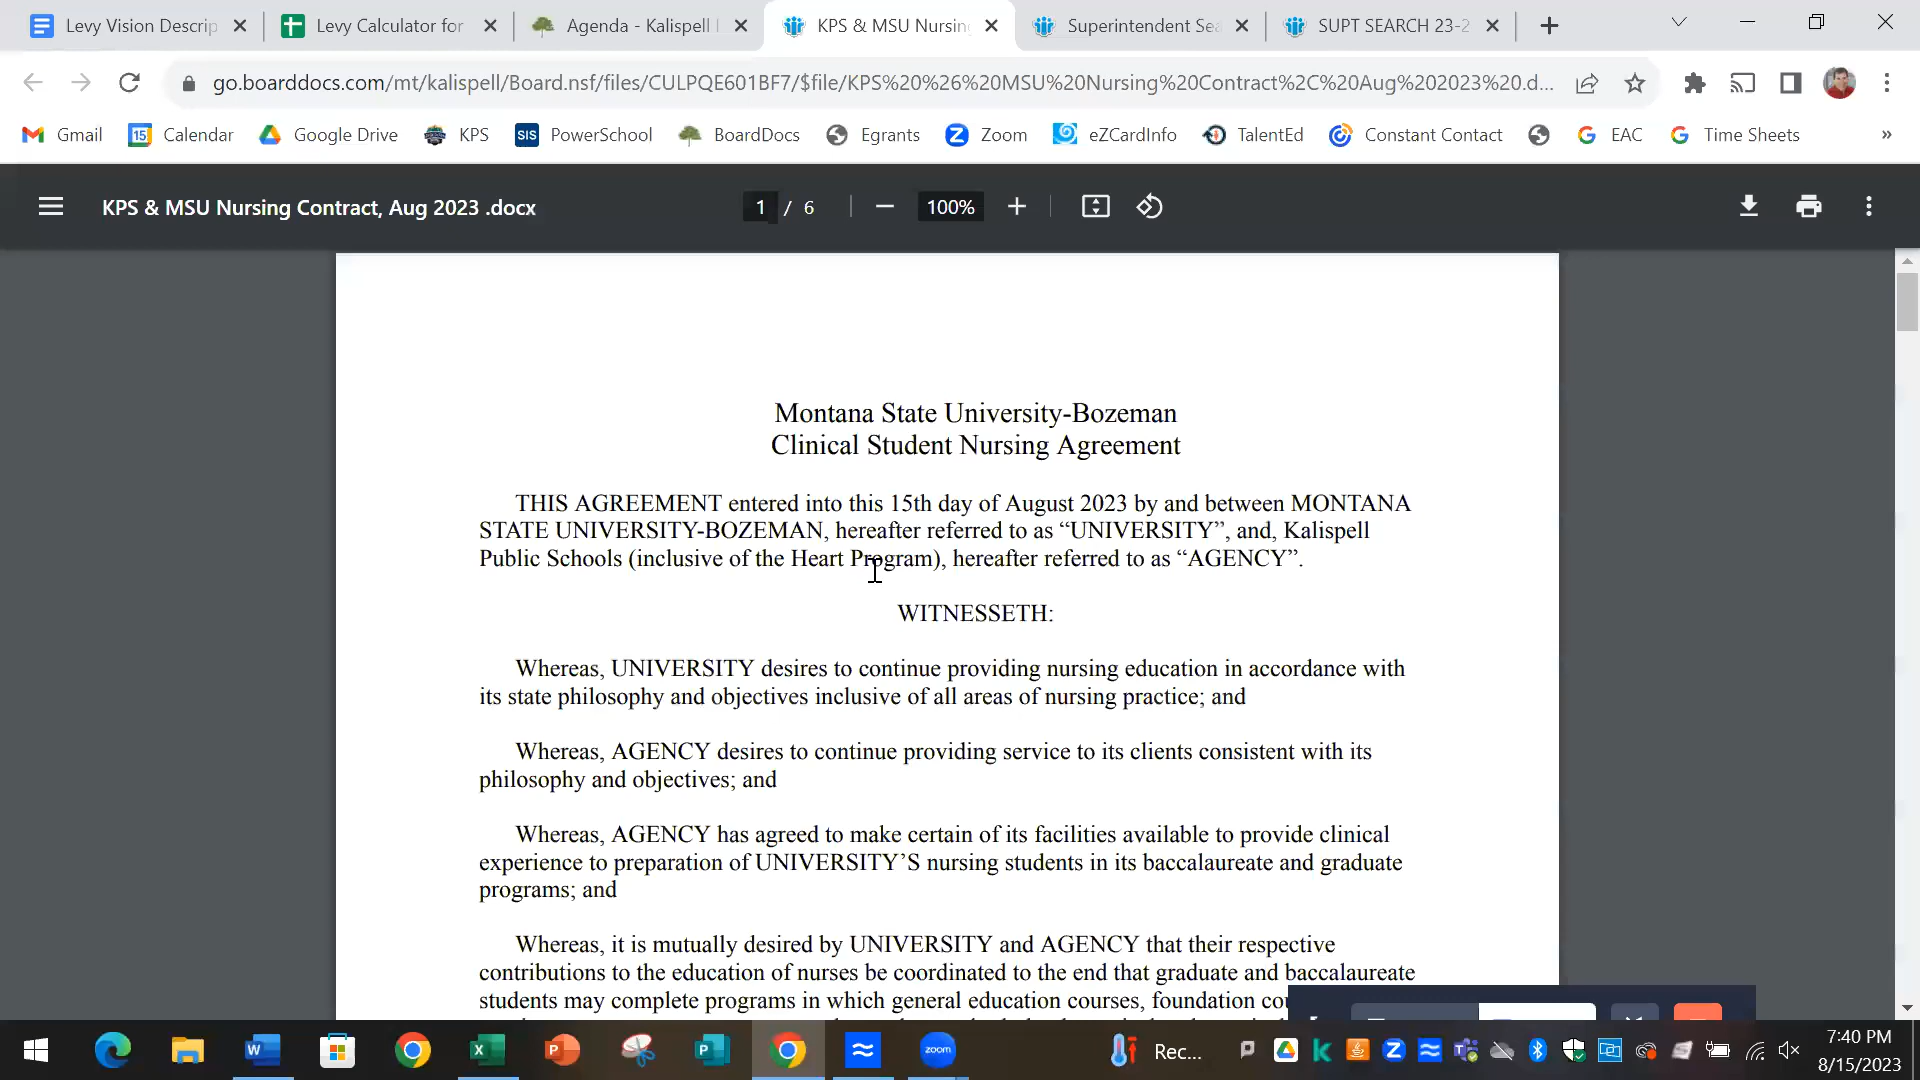 Levy Vision Descrip
Levy Calculator for
Agenda - Kalispell
KPS & MSU Nursin
Superintendent Sea
SUPT SEARCH 23-2
go.boarddocs.com/mt/kalispell/Board.nsf/files/CULPQE601BF7/$file/KPS%20%26%20MSU%20Nursing%20Contract%2C%20Aug%202023%20.d...
Gmail
15
Calendar
Google Drive
KPS
SIS
PowerSchool
BoardDocs
Egrants
Zoom
eZCardInfo
TalentEd
Constant Contact
EAC
Time Sheets
»
KPS & MSU Nursing Contract, Aug 2023 .docx
1 / 6
100%
Montana State University-Bozeman
Clinical Student Nursing Agreement
THIS AGREEMENT entered into this 15th day of August 2023 by and between MONTANA
STATE UNIVERSITY-BOZEMAN, hereafter referred to as “UNIVERSITY”, and, Kalispell
Public Schools (inclusive of the Heart Program), hereafter referred to as “AGENCY”.
WITNESSETH:
Whereas, UNIVERSITY desires to continue providing nursing education in accordance with
its state philosophy and objectives inclusive of all areas of nursing practice; and
Whereas, AGENCY desires to continue providing service to its clients consistent with its
philosophy and objectives; and
Whereas, AGENCY has agreed to make certain of its facilities available to provide clinical
experience to preparation of UNIVERSITY’S nursing students in its baccalaureate and graduate
programs; and
Whereas, it is mutually desired by UNIVERSITY and AGENCY that their respective
contributions to the education of nurses be coordinated to the end that graduate and baccalaureate
students may complete programs in which general education courses, foundation cou
zoom
Rec...
7:40 PM
8/15/2023